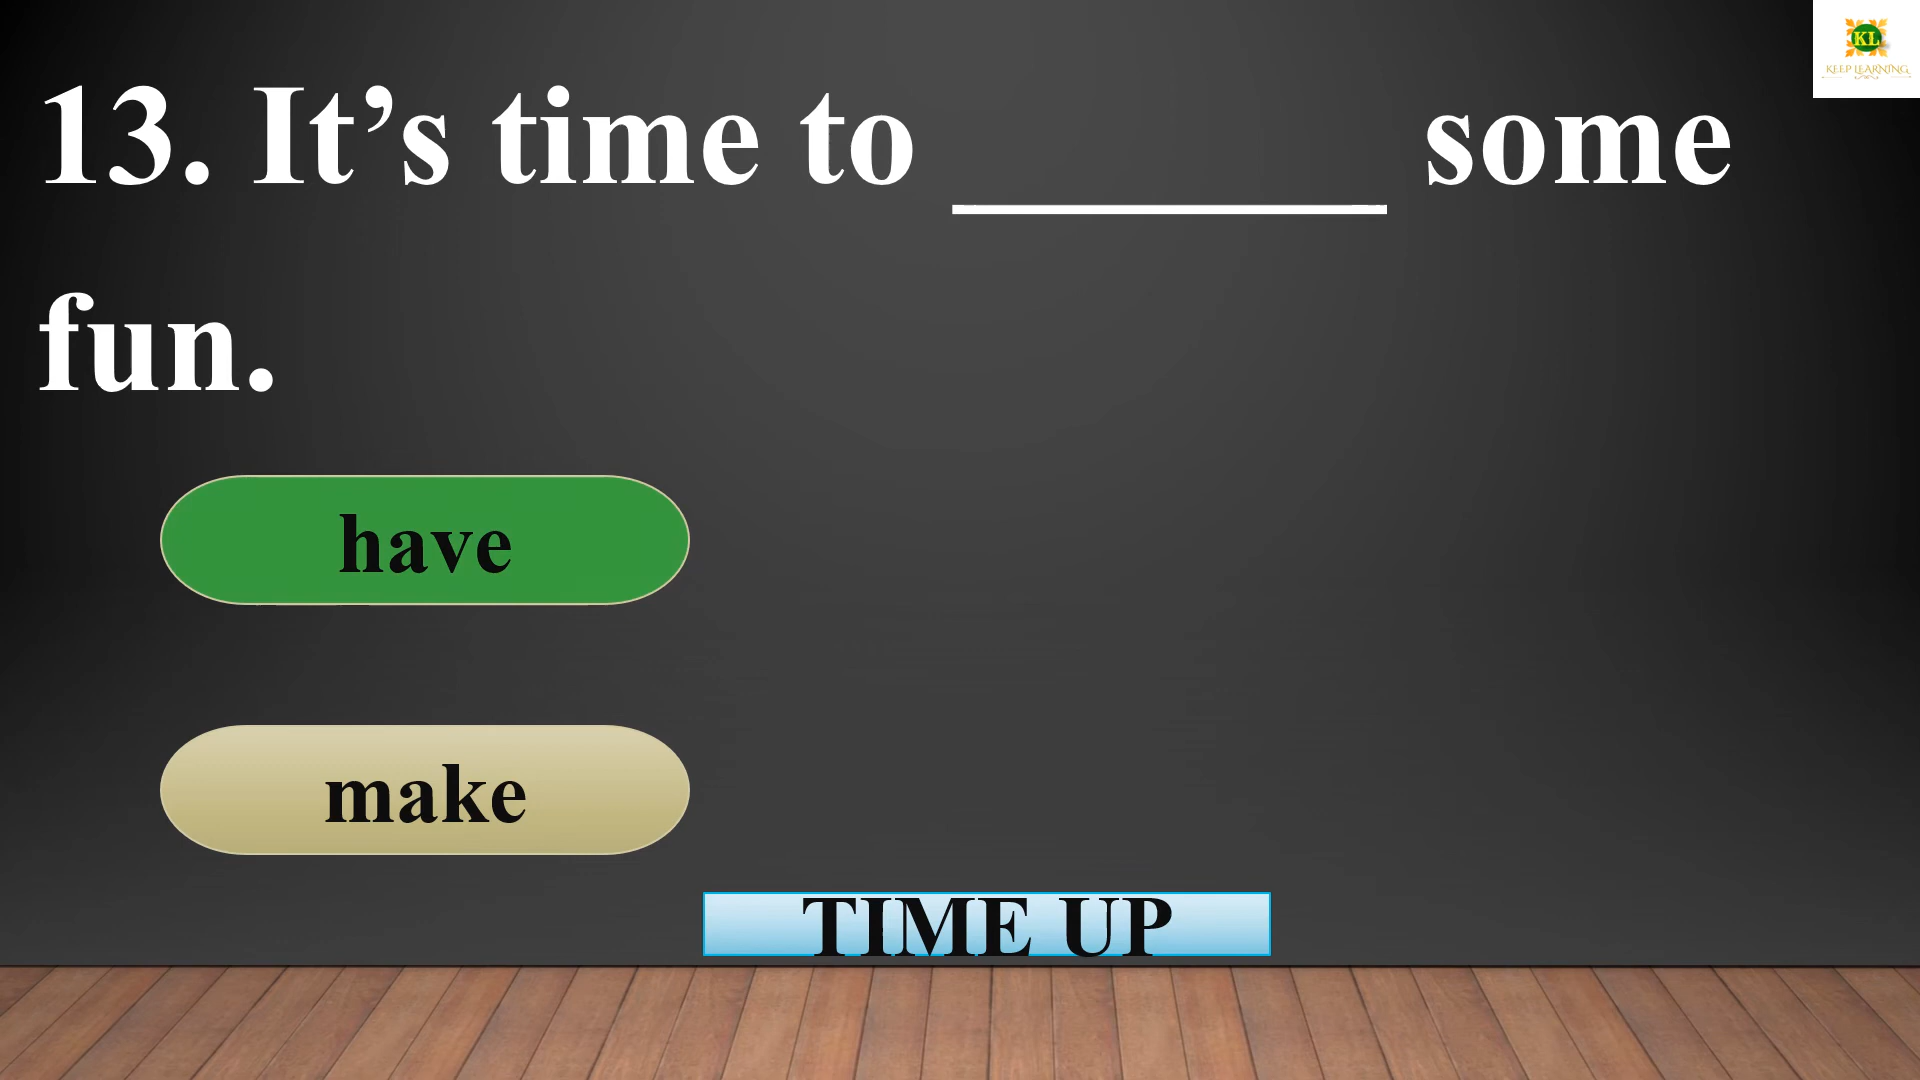 KL
KEEP LEARNING
13. It’s time to ______ some
fun.
have
make
TIME UP